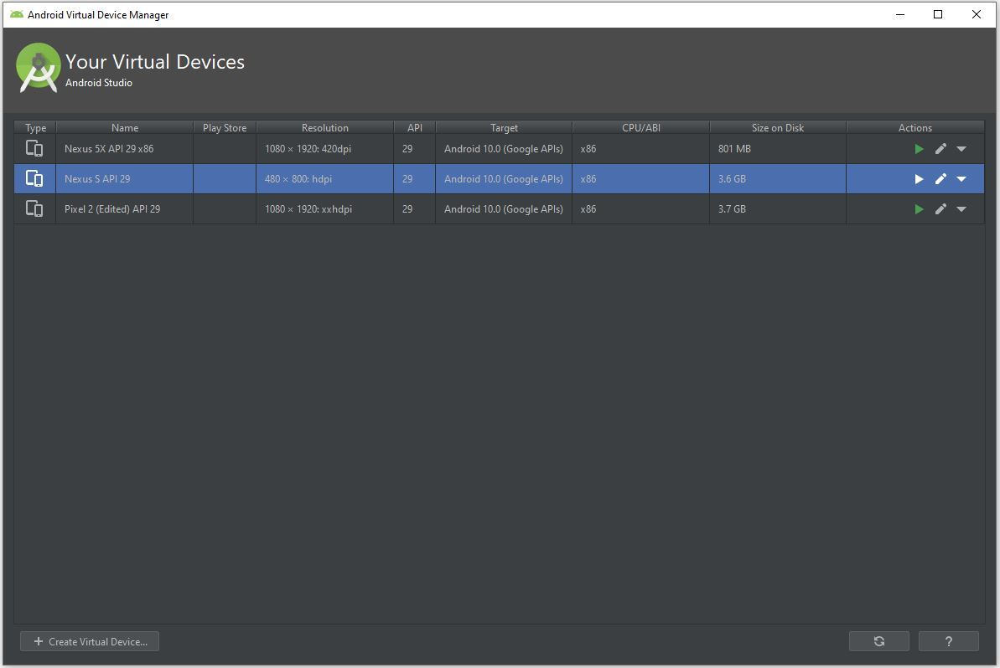 Android Virtual Device Manager
Your Virtual Devices
Android Studio
Type Name Play Store Resolution API Target CPU/ABI Size on Disk Actions
Nexus 5X API 29 x86 1080 × 1920: 420dpi 29 Android 10.0 (Google APIs) x86 801 MB
Nexus S API 29 480 × 800: hdpi 29 Android 10.0 (Google APIs) x86 3.6 GB
Pixel 2 (Edited) API 29 1080 × 1920: xxhdpi 29 Android 10.0 (Google APIs) x86 3.7 GB
+ Create Virtual Device... ?